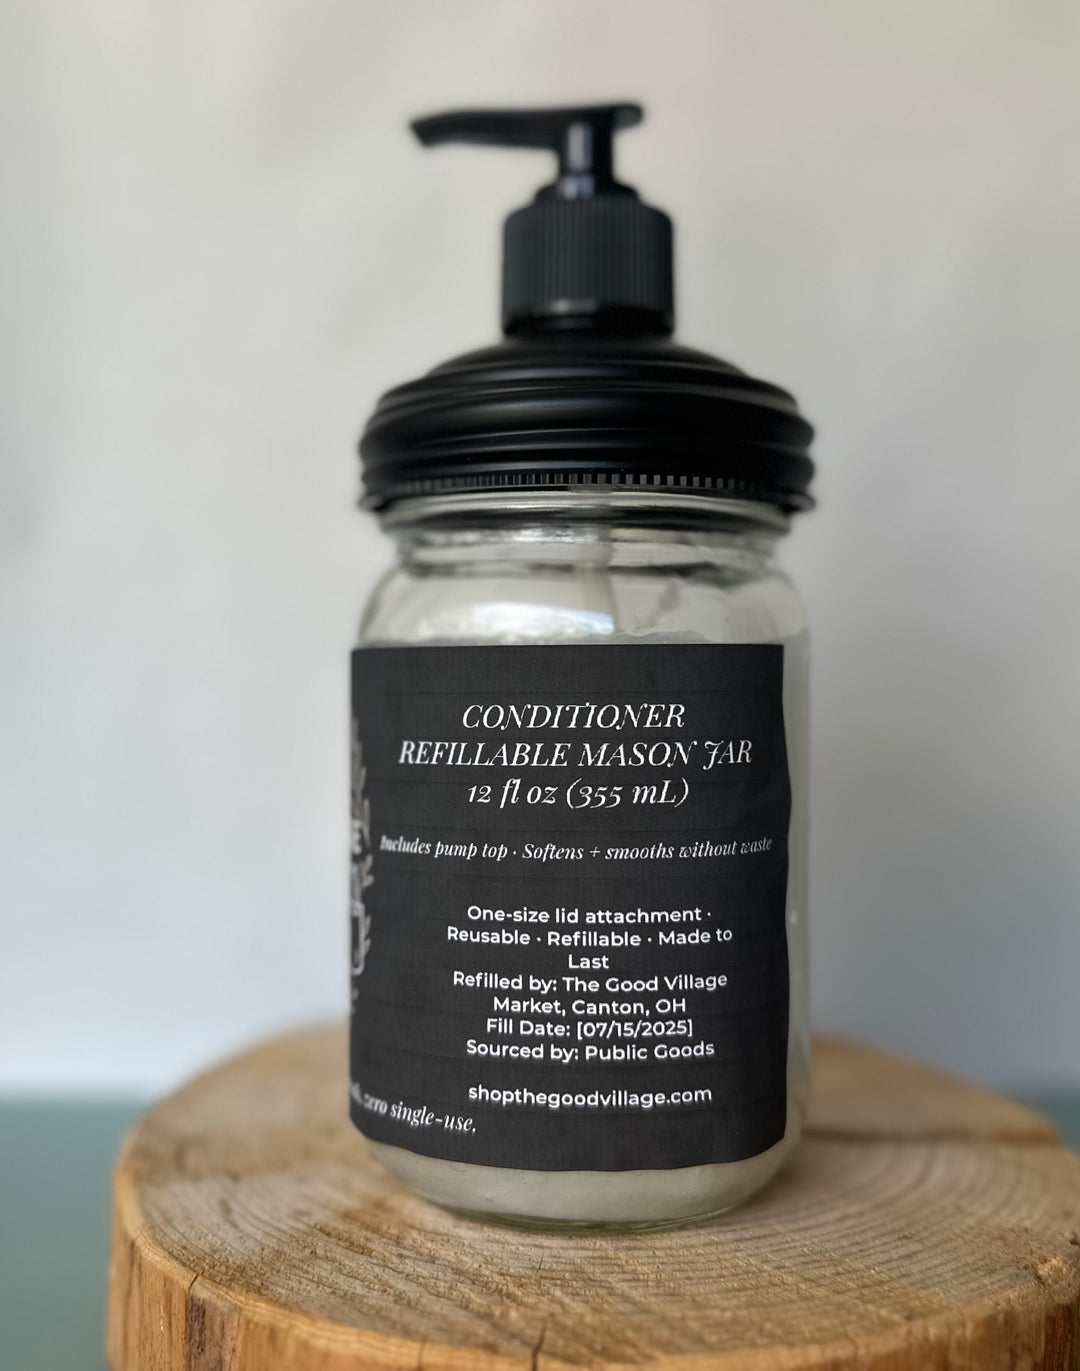 CONDITIONER
REFILLABLE MASON JAR
12 fl oz (355 mL)
Includes pump top · Softens + smooths without waste
One-size lid attachment ·
Reusable · Refillable · Made to
Last
Refilled by: The Good Village
Market, Canton, OH
Fill Date: [07/15/2025]
Sourced by: Public Goods
shopthegoodvillage.com
zero single-use.